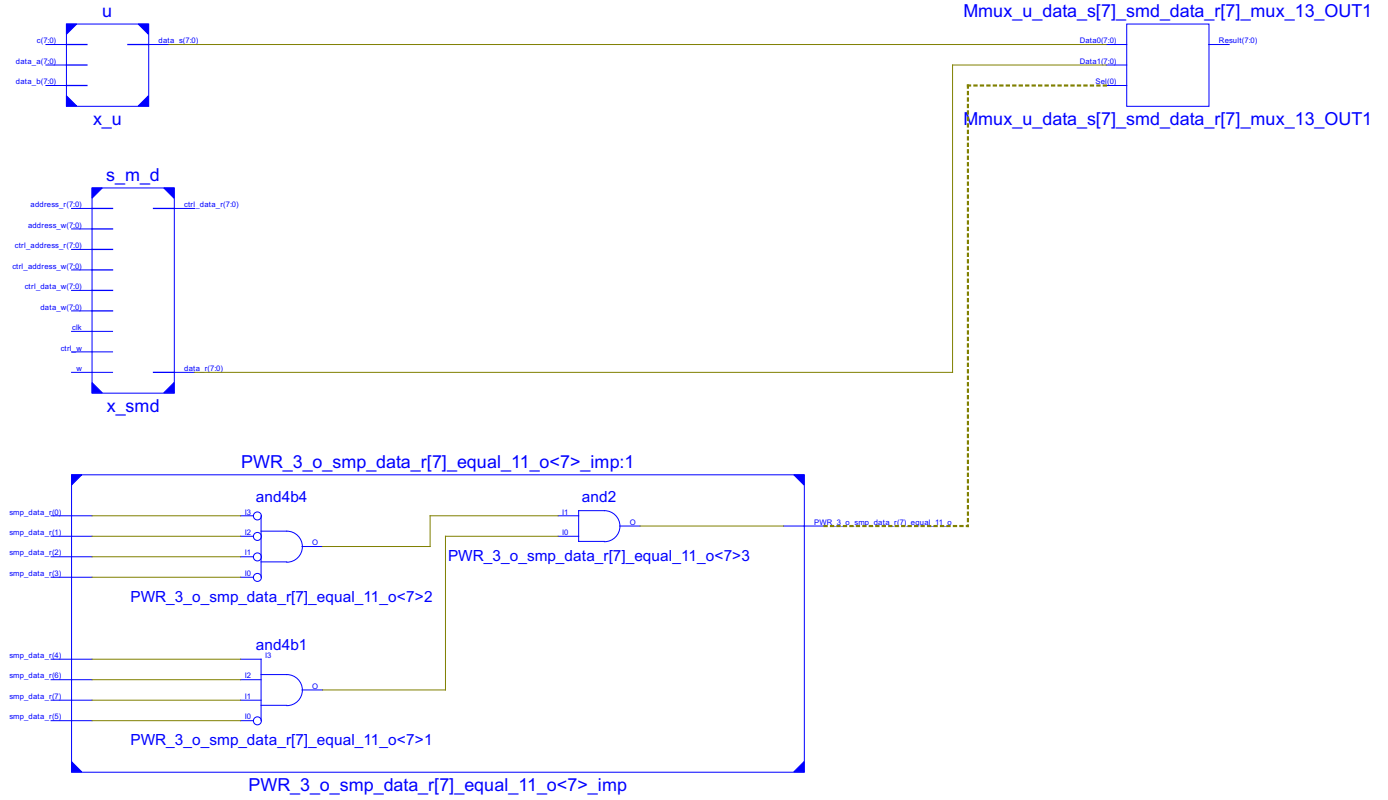 u
c(7:0)
data_a(7:0)
data_b(7:0)
data_s(7:0)
x_u
Mmux_u_data_s[7]_smd_data_r[7]_mux_13_OUT1
Data0(7:0)
Data1(7:0)
Sel(0)
Result(7:0)
Mmux_u_data_s[7]_smd_data_r[7]_mux_13_OUT1
s_m_d
address_r(7:0)
address_w(7:0)
ctrl_address_r(7:0)
ctrl_address_w(7:0)
ctrl_data_w(7:0)
data_w(7:0)
clk
ctrl_w
w
ctrl_data_r(7:0)
data_r(7:0)
x_smd
PWR_3_o_smp_data_r[7]_equal_11_o<7>_imp:1
and4b4
smp_data_r(0)
smp_data_r(1)
smp_data_r(2)
smp_data_r(3)
I3
I2
I1
I0
O
PWR_3_o_smp_data_r[7]_equal_11_o<7>2
and2
I1
I0
O
PWR_3_o_smp_data_r[7]_equal_11_o<7>3
PWR_3_o_smp_data_r(7)_equal_11_o
and4b1
smp_data_r(4)
smp_data_r(6)
smp_data_r(7)
smp_data_r(5)
I3
I2
I1
I0
O
PWR_3_o_smp_data_r[7]_equal_11_o<7>1
PWR_3_o_smp_data_r[7]_equal_11_o<7>_imp